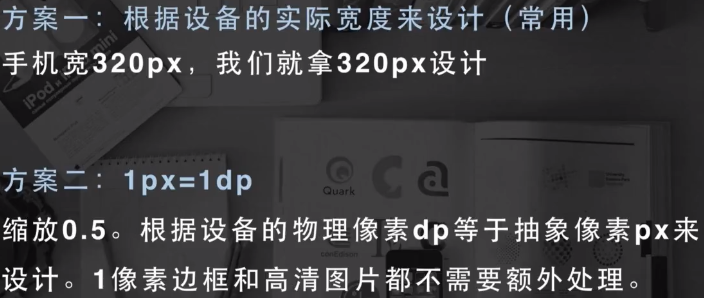 方案一：根据设备的实际宽度来设计（常用）
手机宽320px，我们就拿320px设计
iPod mini
Quark
ca
方案二：1px=1dp
缩放0.5。根据设备的物理像素dp等于抽象像素px来
设计。1像素边框和高清图片都不需要额外处理。